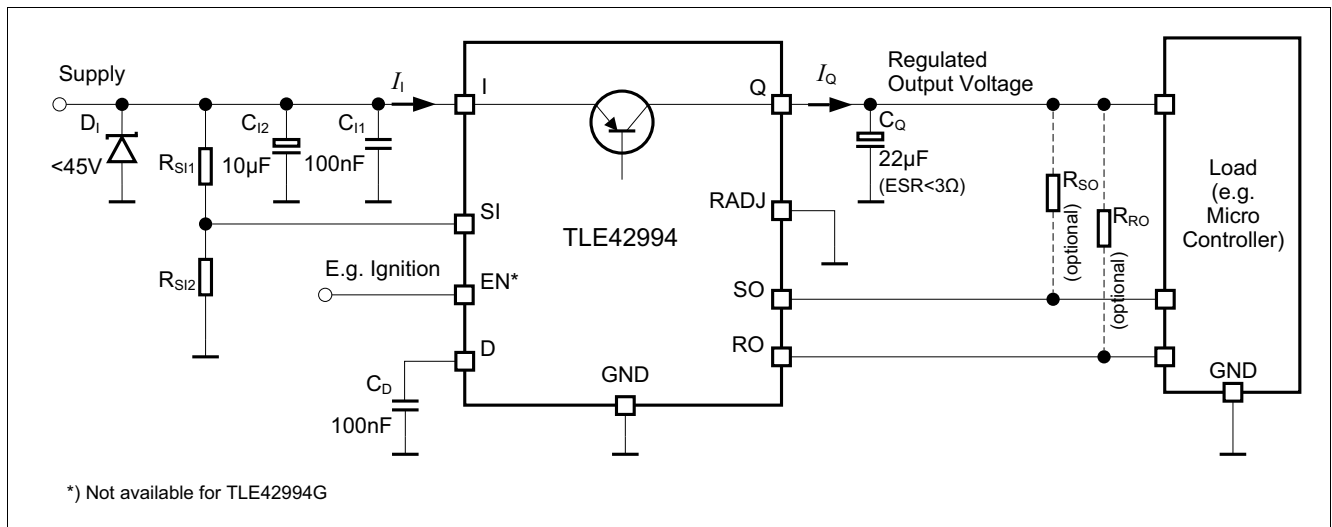 Supply
I_I
I
Q
I_Q
Regulated
Output Voltage
D_I
<45V
R_SI1
C_I2
10µF
C_I1
100nF
C_Q
22µF
(ESR<3Ω)
R_SO
(optional)
R_RO
(optional)
Load
(e.g.
Micro
Controller)
SI
RADJ
TLE42994
R_SI2
E.g. Ignition
EN*
SO
D
RO
C_D
100nF
GND
GND
*) Not available for TLE42994G